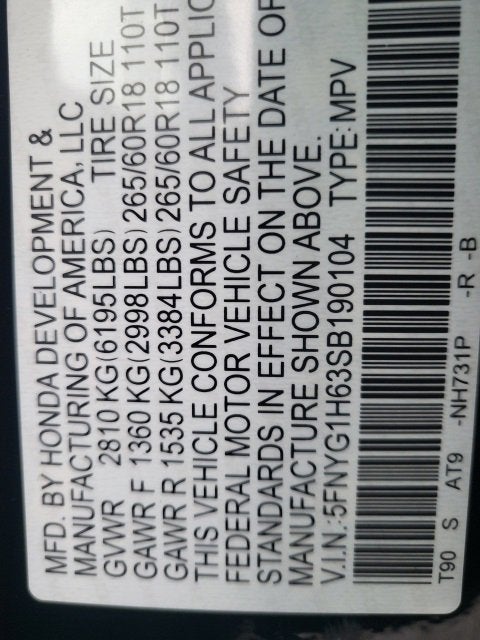 MFD. BY HONDA DEVELOPMENT &
MANUFACTURING OF AMERICA, LLC
GVWR 2810 KG(6195LBS) TIRE SIZE
GAWR F 1360 KG(2998LBS) 265/60R18 110T
GAWR R 1535 KG(3384LBS) 265/60R18 110T
THIS VEHICLE CONFORMS TO ALL APPLIC
FEDERAL MOTOR VEHICLE SAFETY
STANDARDS IN EFFECT ON THE DATE OF
MANUFACTURE SHOWN ABOVE.
V.I.N.:5FNYG1H63SB190104 TYPE:MPV
T90 S AT9 -NH731P -R -B